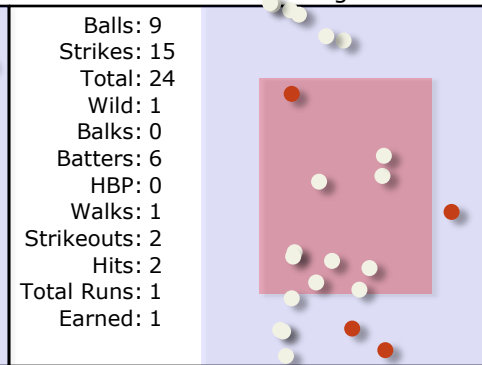 Balls: 9
Strikes: 15
Total: 24
Wild: 1
Balks: 0
Batters: 6
HBP: 0
Walks: 1
Strikeouts: 2
Hits: 2
Total Runs: 1
Earned: 1